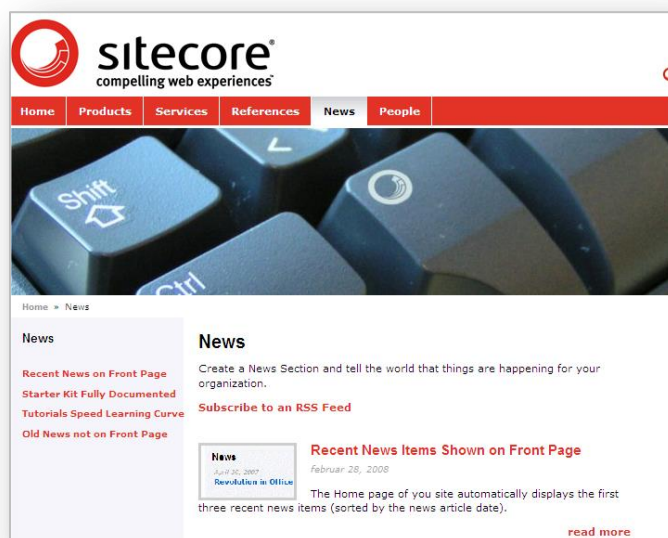 sitecore
compelling web experiences
Home Products Services References News People
Shift
Ctrl
Home » News
News
Recent News on Front Page
Starter Kit Fully Documented
Tutorials Speed Learning Curve
Old News not on Front Page
News
Create a News Section and tell the world that things are happening for your
organization.
Subscribe to an RSS Feed
News
April 20, 2007
Revolution in Office
Recent News Items Shown on Front Page
februar 28, 2008
The Home page of you site automatically displays the first
three recent news items (sorted by the news article date).
read more